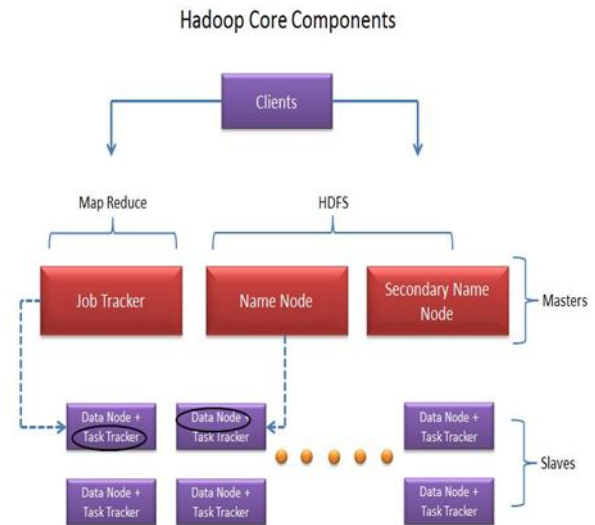 Hadoop Core Components
Clients
Map Reduce
HDFS
Job Tracker
Name Node
Secondary Name
Node
Masters
Data Node +
Task Tracker
Data Node +
Task Tracker
Data Node +
Task Tracker
Slaves
Data Node +
Task Tracker
Data Node +
Task Tracker
Data Node +
Task Tracker